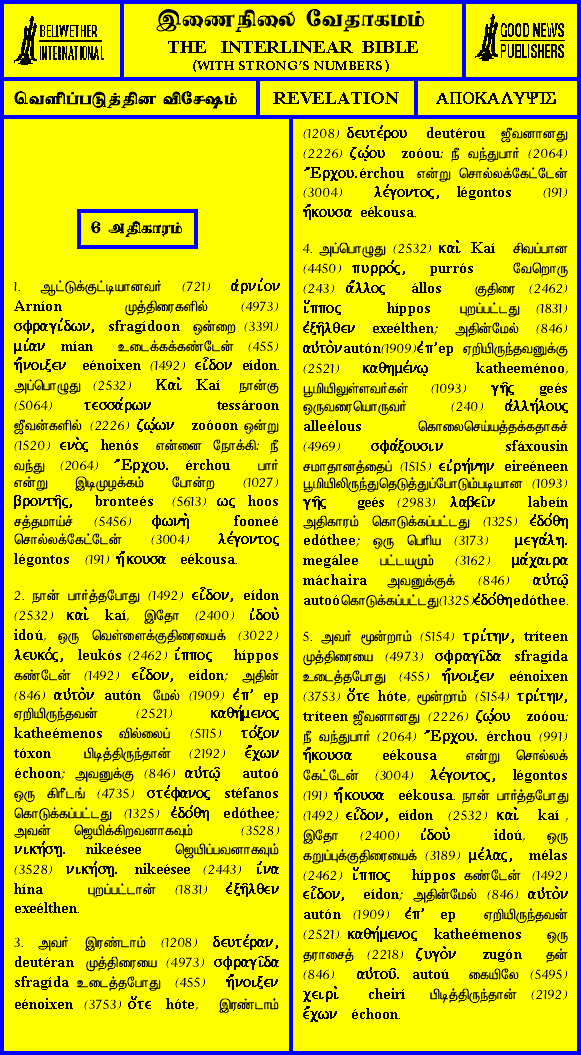 BELLWETHER
INTERNATIONAL
இணைநிலை வேதாகமம்
THE INTERLINEAR BIBLE
(WITH STRONG'S NUMBERS)
GOOD NEWS
PUBLISHERS
வெளிப்படுத்தின விசேஷம்
REVELATION
ΑΠΟΚΑΛΥΨΙΣ
6 அதிகாரம்
1. ஆட்டுக்குட்டியானவர் (721) ἀρνίον
Arníon முத்திரைகளில் (4973)
σφραγίδων, sfragídoon ஒன்றை (3391)
μίαν mían உடைக்கக்கண்டேன் (455)
ἤνοιξεν eénoixen (1492) εἶδον eídon.
அப்பொழுது (2532) Καὶ Kaí நான்கு
(5064) τεσσάρων tessároon
ஜீவன்களில் (2226) ζῴων zoóoon ஒன்று
(1520) ἑνὸς henós என்னை நோக்கி: நீ
வந்து (2064) Ἔρχου. érchou பார்
என்று இடிமுழக்கம் போன்ற (1027)
βροντῆς, bronteés (5613) ως hoos
சத்தமாய்ச் (5456) φωνὴ fooneé
சொல்லக்கேட்டேன் (3004) λέγοντος
légontos (191) ἤκουσα eékousa.
2. நான் பார்த்தபோது (1492) εἶδον, eídon
(2532) καὶ kaí, இதோ (2400) ἰδοὺ
idoú, ஒரு வெள்ளைக்குதிரையைக் (3022)
λευκός, leukós (2462) ἵππος híppos
கண்டேன் (1492) εἶδον, eídon; அதின்
(846) αὐτὸν autón மேல் (1909) ἐπ' ep
ஏறியிருந்தவன் (2521) καθήμενος
katheémenos வில்லைப் (5115) τόξον
tóxon பிடித்திருந்தான் (2192) ἔχων
échoon; அவனுக்கு (846) αὐτῷ autoó
ஒரு கிரீடங் (4735) στέφανος stéfanos
கொடுக்கப்பட்டது (1325) ἐδόθη edóthee;
அவன் ஜெயிக்கிறவனாகவும் (3528)
νικήσῃ. nikeésee ஜெயிப்பவனாகவும்
(3528) νικήσῃ. nikeésee (2443) ἵνα
hína புறப்பட்டான் (1831) ἐξῆλθεν
exeélthen.
3. அவர் இரண்டாம் (1208) δευτέραν,
deutéran முத்திரையை (4973) σφραγῖδα
sfragída உடைத்தபோது (455) ἤνοιξεν
eénoixen (3753) ὅτε hóte, இரண்டாம்
(1208) δευτέρου deutérou ஜீவனானது
(2226) ζῴου zoóou: நீ வந்துபார் (2064)
Ἔρχου.érchou என்று சொல்லக்கேட்டேன்
(3004) λέγοντος, légontos (191)
ἤκουσα eékousa.
4. அப்பொழுது (2532) καὶ Kaí சிவப்பான
(4450) πυρρός, purrós வேறொரு
(243) ἄλλος állos குதிரை (2462)
ἵππος híppos புறப்பட்டது (1831)
ἐξῆλθεν exeélthen; அதின்மேல் (846)
αὐτὸν autón(1909)ἐπ'ep ஏறியிருந்தவனுக்கு
(2521) καθημένῳ katheeménoo,
பூமியிலுள்ளவர்கள் (1093) γῆς geés
ஒருவரையொருவர் (240) ἀλλήλους
alleélous கொலைசெய்யத்தக்கதாகச்
(4969) σφάξουσιν sfáxousin
சமாதானத்தைப் (1515) εἰρήνην eireéneen
பூமியிலிருந்துதெடுத்துப்போடும்படியான (1093)
γῆς geés (2983) λαβεῖν labeín
அதிகாரம் கொடுக்கப்பட்டது (1325) ἐδόθη
edóthee; ஒரு பெரிய (3173) μεγάλη.
megálee பட்டயமும் (3162) μάχαιρα
máchaira அவனுக்குக் (846) αὐτῷ
autoó கொடுக்கப்பட்டது(1325)ἐδόθη edóthee.
5. அவர் மூன்றாம் (5154) τρίτην, tríteen
முத்திரையை (4973) σφραγῖδα sfragída
உடைத்தபோது (455) ἤνοιξεν eénoixen
(3753) ὅτε hóte, மூன்றாம் (5154) τρίτην,
tríteen ஜீவனானது (2226) ζῴου zoóou:
நீ வந்துபார் (2064) Ἔρχου. érchou (991)
ἤκουσα eékousa என்று சொல்லக்
கேட்டேன் (3004) λέγοντος, légontos
(191) ἤκουσα eékousa. நான் பார்த்தபோது
(1492) εἶδον, eídon (2532) καὶ kaí ,
இதோ (2400) ἰδοὺ idoú, ஒரு
கறுப்புக்குதிரையைக் (3189) μέλας, mélas
(2462) ἵππος híppos கண்டேன் (1492)
εἶδον, eídon; அதின்மேல் (846) αὐτὸν
autón (1909) ἐπ' ep ஏறியிருந்தவன்
(2521) καθήμενος katheémenos ஒரு
தராசைத் (2218) ζυγὸν zugón தன்
(846) αὐτοῦ. autoú கையிலே (5495)
χειρὶ cheirí பிடித்திருந்தான் (2192)
ἔχων échoon.